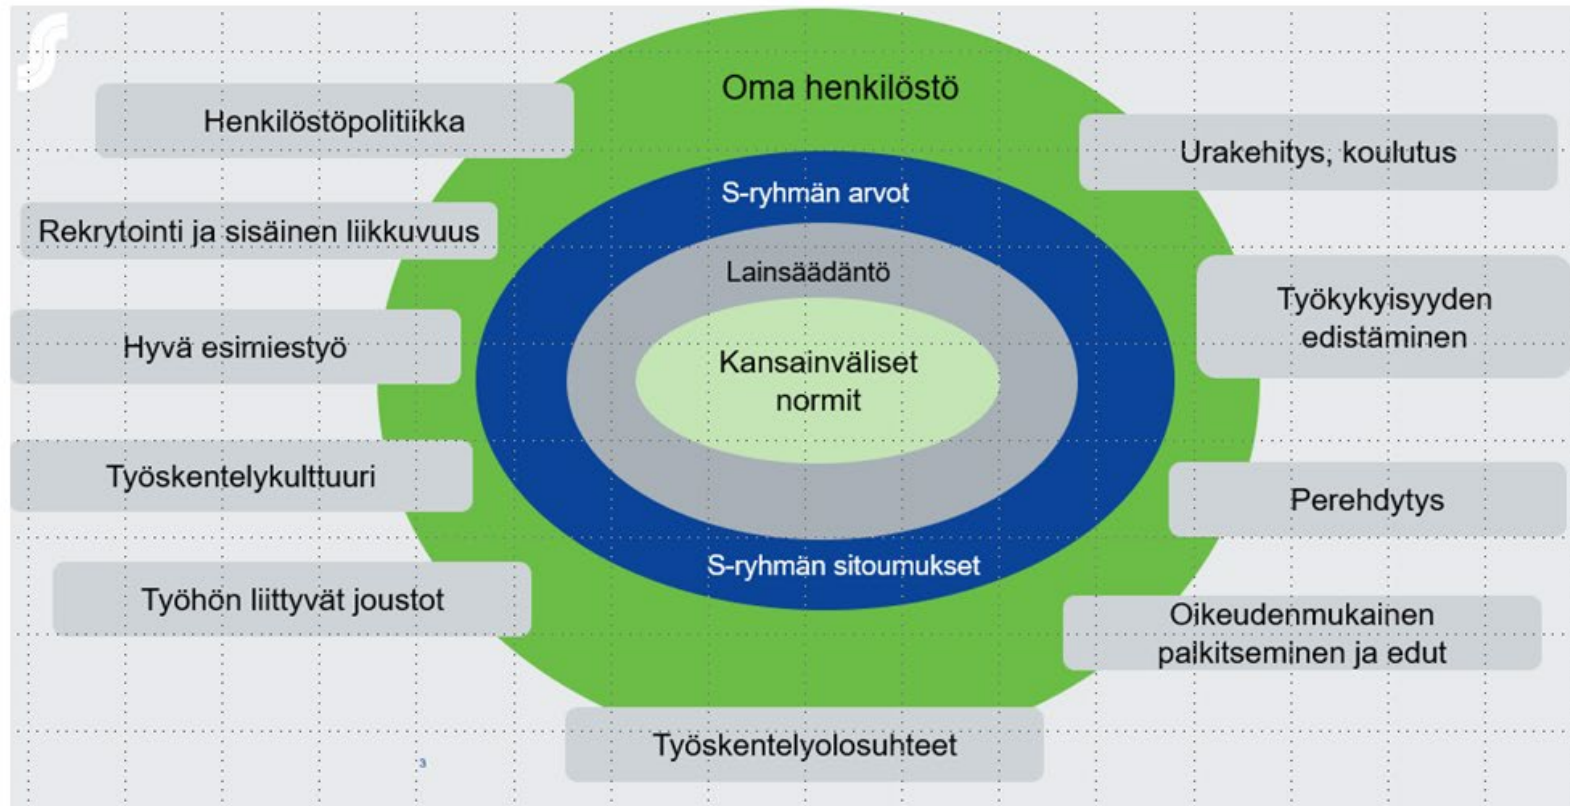 Oma henkilöstö
Henkilöstöpolitiikka
Urakehitys, koulutus
S-ryhmän arvot
Rekrytointi ja sisäinen liikkuvuus
Lainsäädäntö
Työkykyisyyden
edistäminen
Hyvä esimiestyö
Kansainväliset
normit
Työskentelykulttuuri
Perehdytys
S-ryhmän sitoumukset
Työhön liittyvät joustot
Oikeudenmukainen
palkitseminen ja edut
Työskentelyolosuhteet
3